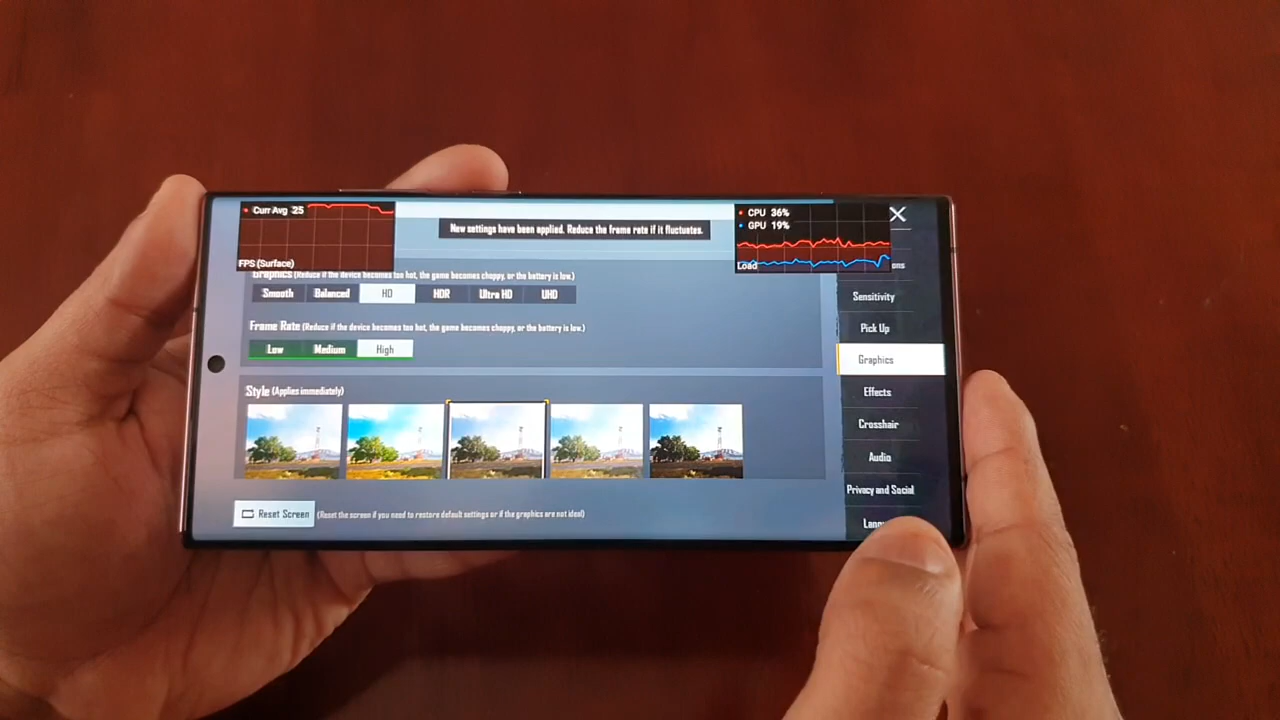 Curr Avg 25
FPS (Surface)
New settings have been applied. Reduce the frame rate if it fluctuates.
CPU 36%
GPU 19%
Load
Graphics (Reduce if the device becomes too hot, the game becomes choppy, or the battery is low.)
Smooth Balanced HD HDR Ultra HD UHD
Frame Rate (Reduce if the device becomes too hot, the game becomes choppy, or the battery is low.)
Low Medium High
Style (Applies immediately)
Reset Screen (Reset the screen if you need to restore default settings or if the graphics are not ideal)
Sensitivity
Pick Up
Graphics
Effects
Crosshair
Audio
Privacy and Social